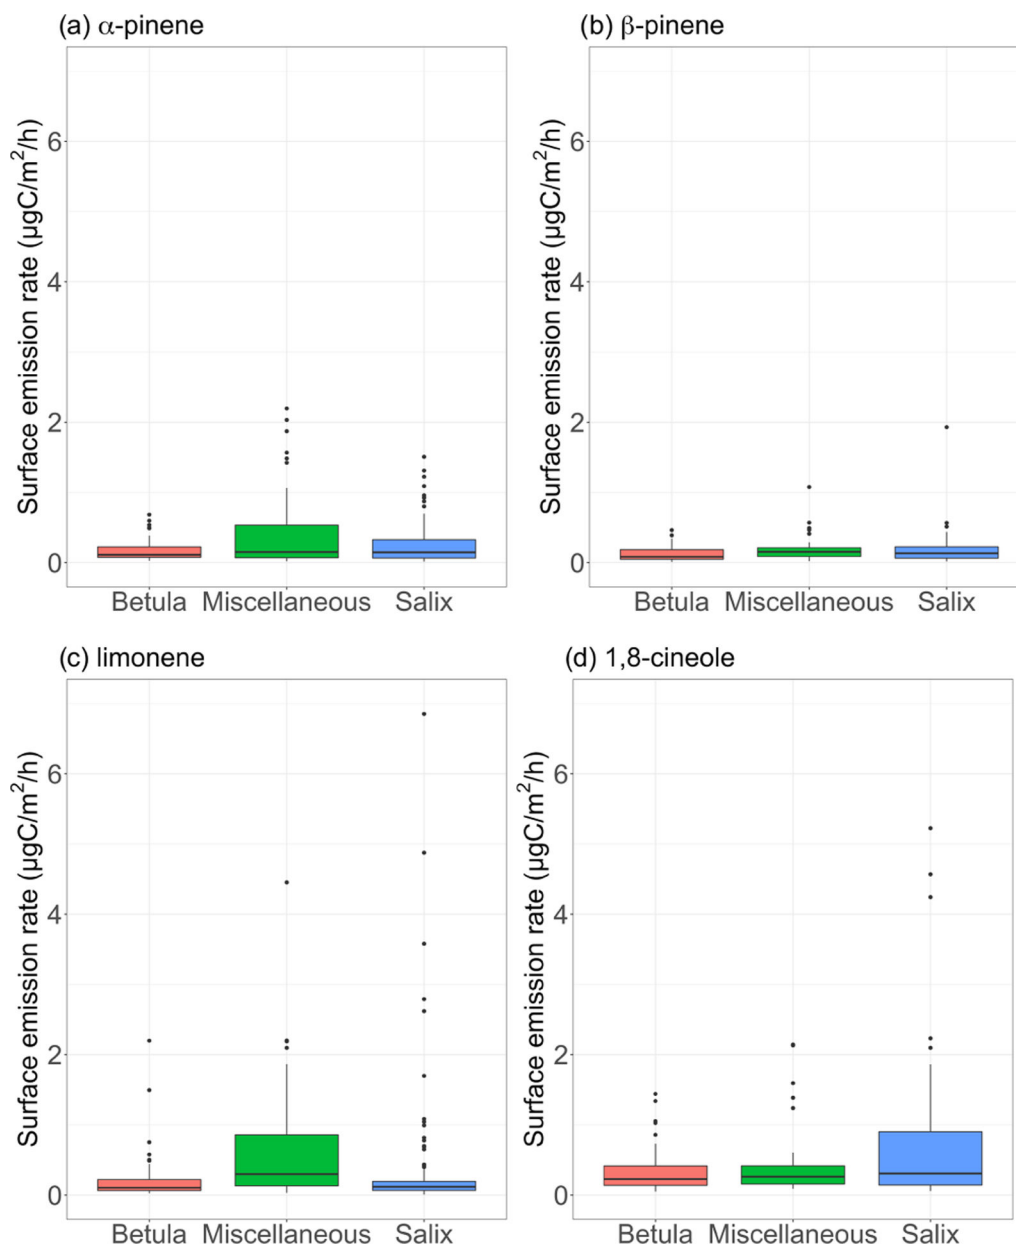 (a) α-pinene
(b) β-pinene
Surface emission rate (µgC/m²/h)
6
4
2
0
Betula Miscellaneous Salix
Surface emission rate (µgC/m²/h)
6
4
2
0
Betula Miscellaneous Salix
(c) limonene
(d) 1,8-cineole
Surface emission rate (µgC/m²/h)
6
4
2
0
Betula Miscellaneous Salix
Surface emission rate (µgC/m²/h)
6
4
2
0
Betula Miscellaneous Salix